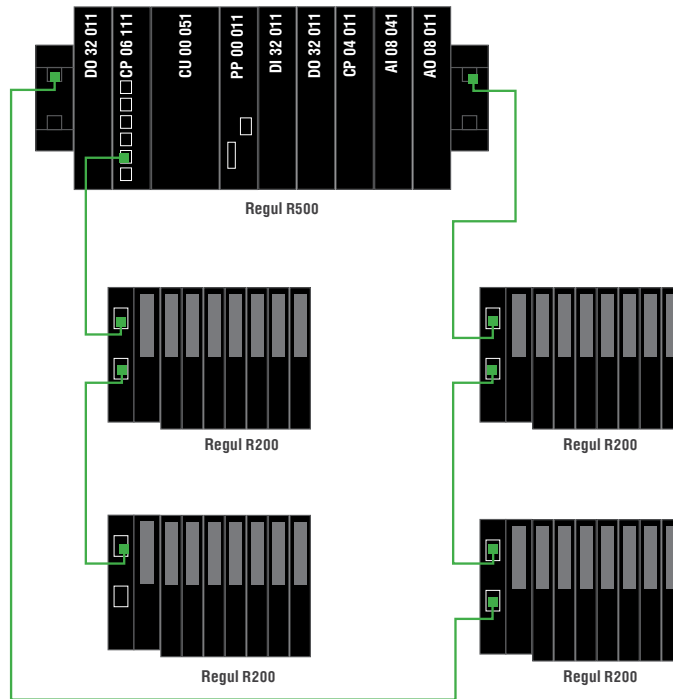 DO 32 011
CP 06 111
CU 00 051
PP 00 011
DI 32 011
DO 32 011
CP 04 011
AI 08 041
AO 08 011
Regul R500
Regul R200
Regul R200
Regul R200
Regul R200